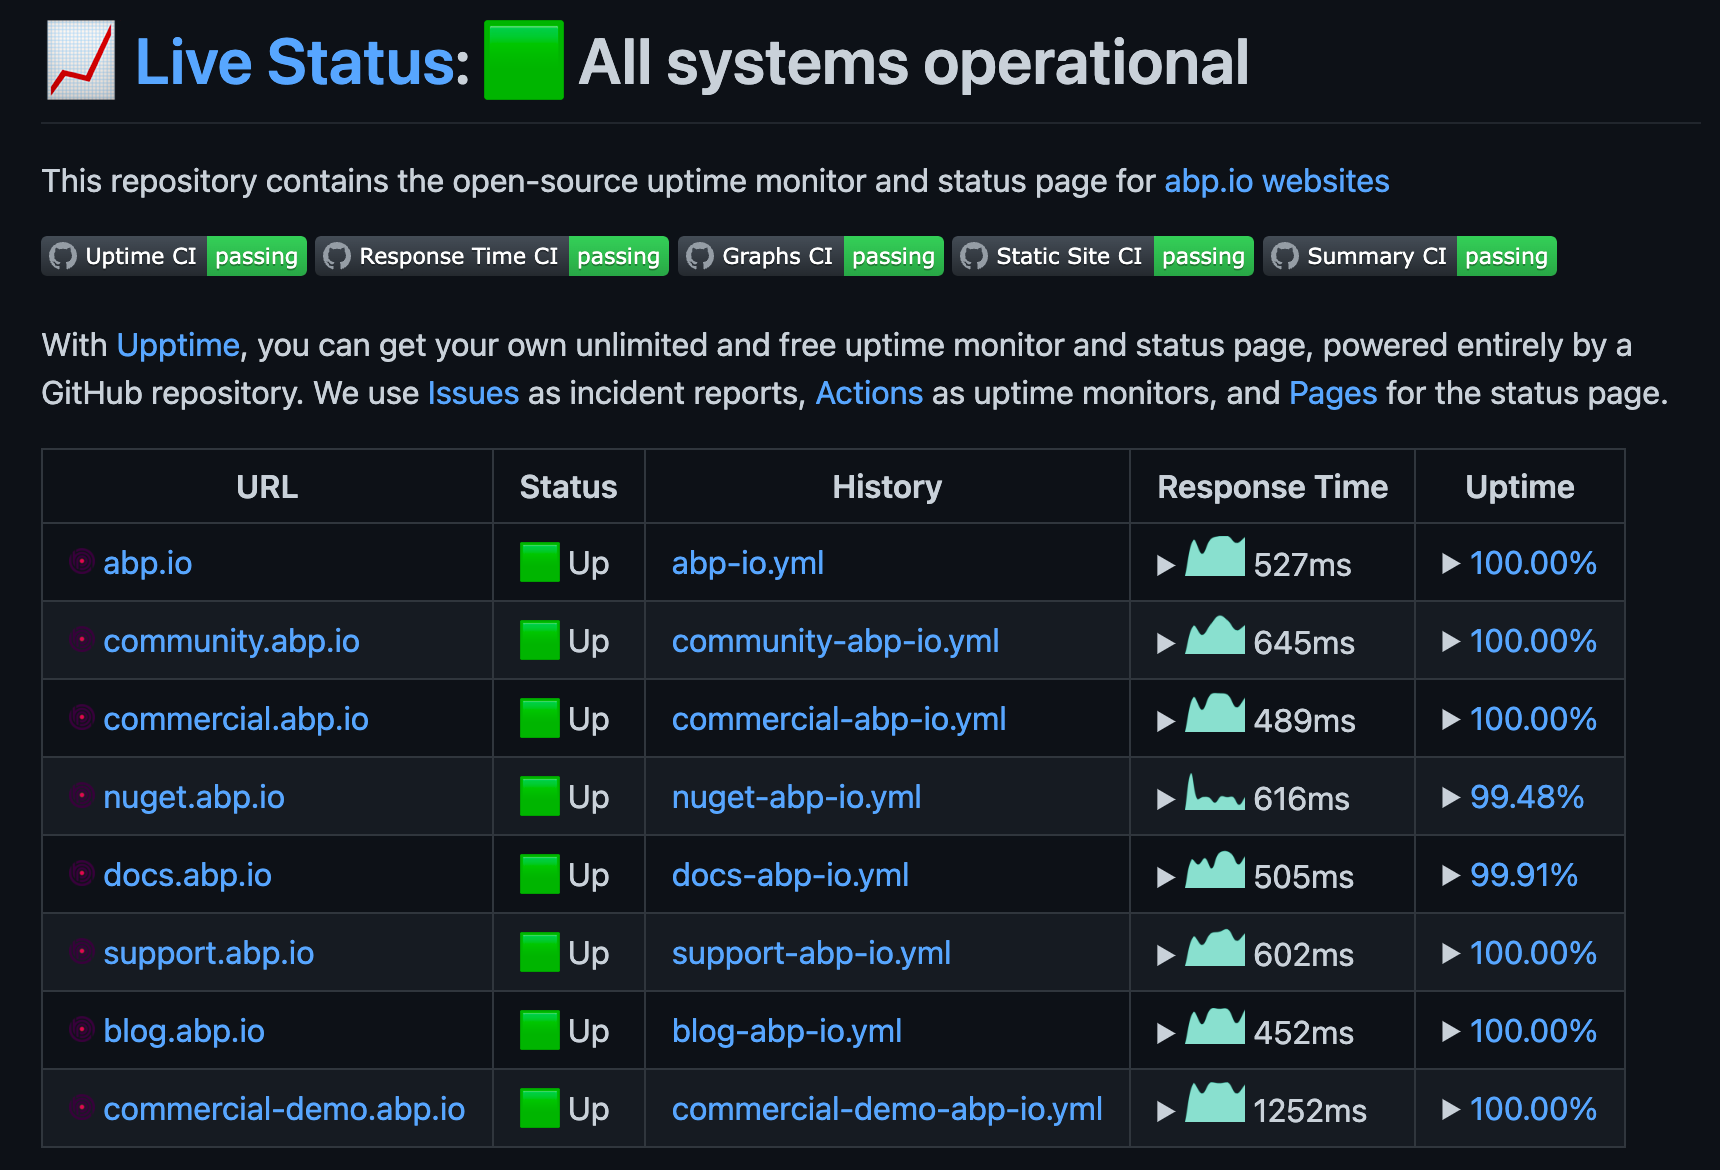 Live Status: All systems operational
This repository contains the open-source uptime monitor and status page for abp.io websites
Uptime CI passing Response Time CI passing Graphs CI passing Static Site CI passing Summary CI passing
With Upptime, you can get your own unlimited and free uptime monitor and status page, powered entirely by a
GitHub repository. We use Issues as incident reports, Actions as uptime monitors, and Pages for the status page.
URL Status History Response Time Uptime
abp.io Up abp-io.yml 527ms 100.00%
community.abp.io Up community-abp-io.yml 645ms 100.00%
commercial.abp.io Up commercial-abp-io.yml 489ms 100.00%
nuget.abp.io Up nuget-abp-io.yml 616ms 99.48%
docs.abp.io Up docs-abp-io.yml 505ms 99.91%
support.abp.io Up support-abp-io.yml 602ms 100.00%
blog.abp.io Up blog-abp-io.yml 452ms 100.00%
commercial-demo.abp.io Up commercial-demo-abp-io.yml 1252ms 100.00%